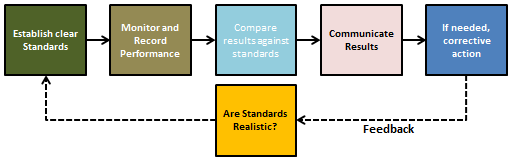 Establish clear
Standards
Monitor and
Record
Performance
Compare
results against
standards
Communicate
Results
If needed,
corrective
action
Are Standards
Realistic?
Feedback